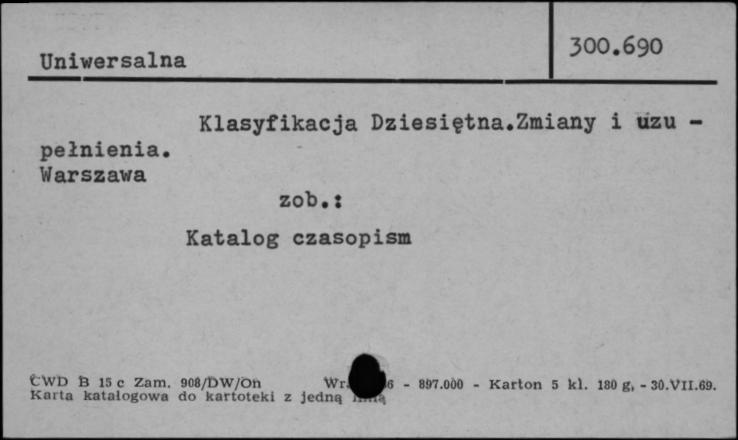 Uniwersalna
300.690
Klasyfikacja Dziesiętna.Zmiany i uzu -
pełnienia.
Warszawa
zob.:
Katalog czasopism
CWD B 15 c Zam. 908/DW/On - 897.000 - Karton 5 kl. 180 g, - 30.VII.69.
Karta katalogowa do kartoteki z jedną